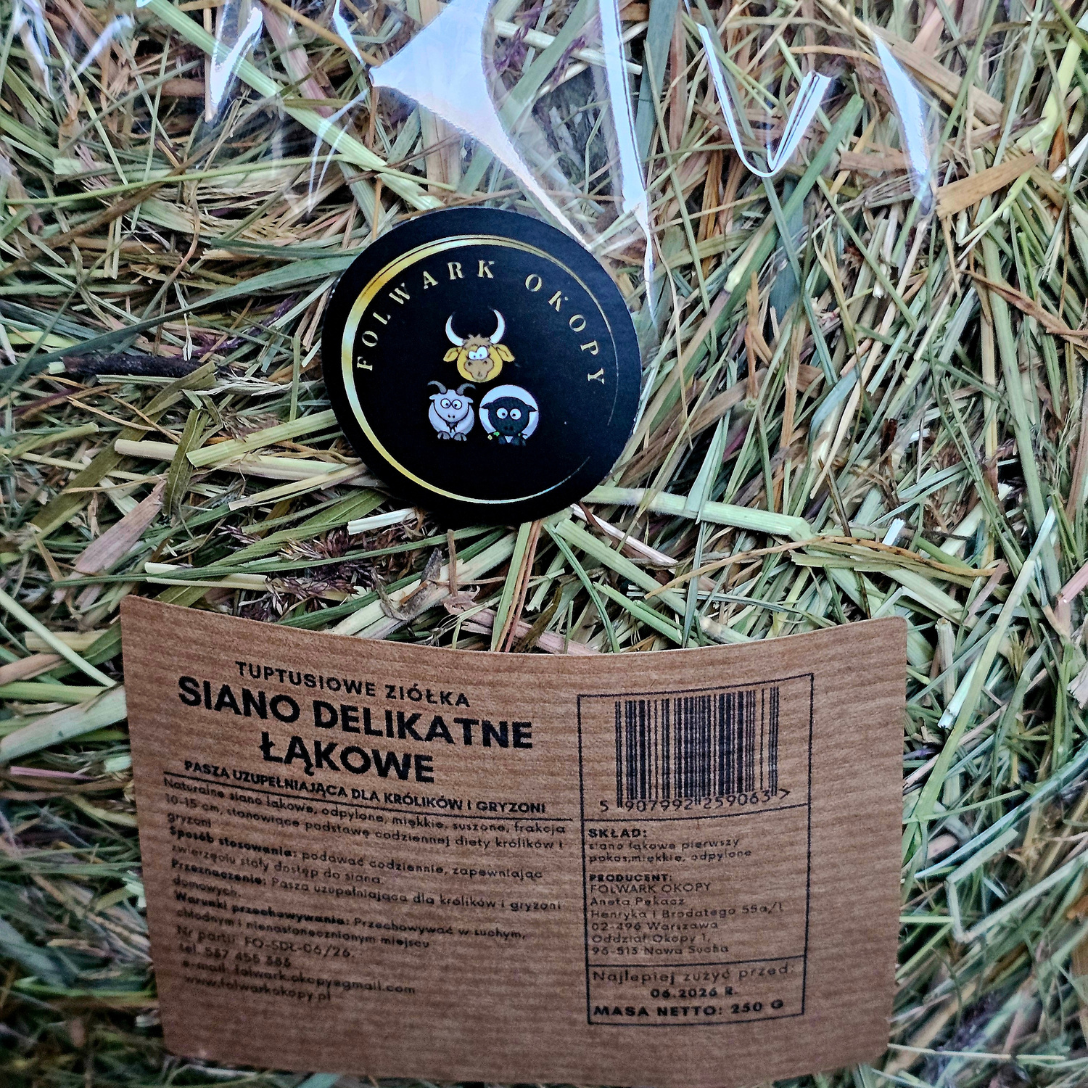 FOLWARK OKOPY
TUPTUSIOWE ZIÓŁKA
SIANO DELIKATNE
ŁĄKOWE
PASZA UZUPEŁNIAJĄCA DLA KRÓLIKÓW I GRYZONI
Naturalne siano łąkowe, odpylone, miękkie, suszone, frakcja
10-15 cm, stanowiące podstawę codziennej diety królików i
gryzoni
Sposób stosowania: podawać codziennie, zapewniając
zwierzęciu stały dostęp do siana.
Przeznaczenie: Pasza uzupełniająca dla królików i gryzoni
domowych.
Warunki przechowywania: Przechowywać w suchym,
chłodnym i nienasłonecznionym miejscu
Nr partii: FO-SDŁ-06/26.
tel. 537 455 386
e-mail: folwark.okopy@gmail.com
www.folwarkokopy.pl
5 907992 259063 >
SKŁAD:
siano łąkowe pierwszy
pokos,miękkie, odpylone
PRODUCENT:
FOLWARK OKOPY
Aneta Pękacz
Henryka I Brodatego 55a/1
02-496 Warszawa
Oddział Okopy 1,
96-513 Nowa Sucha
Najlepiej zużyć przed:
06.2026 R.
MASA NETTO: 250 G